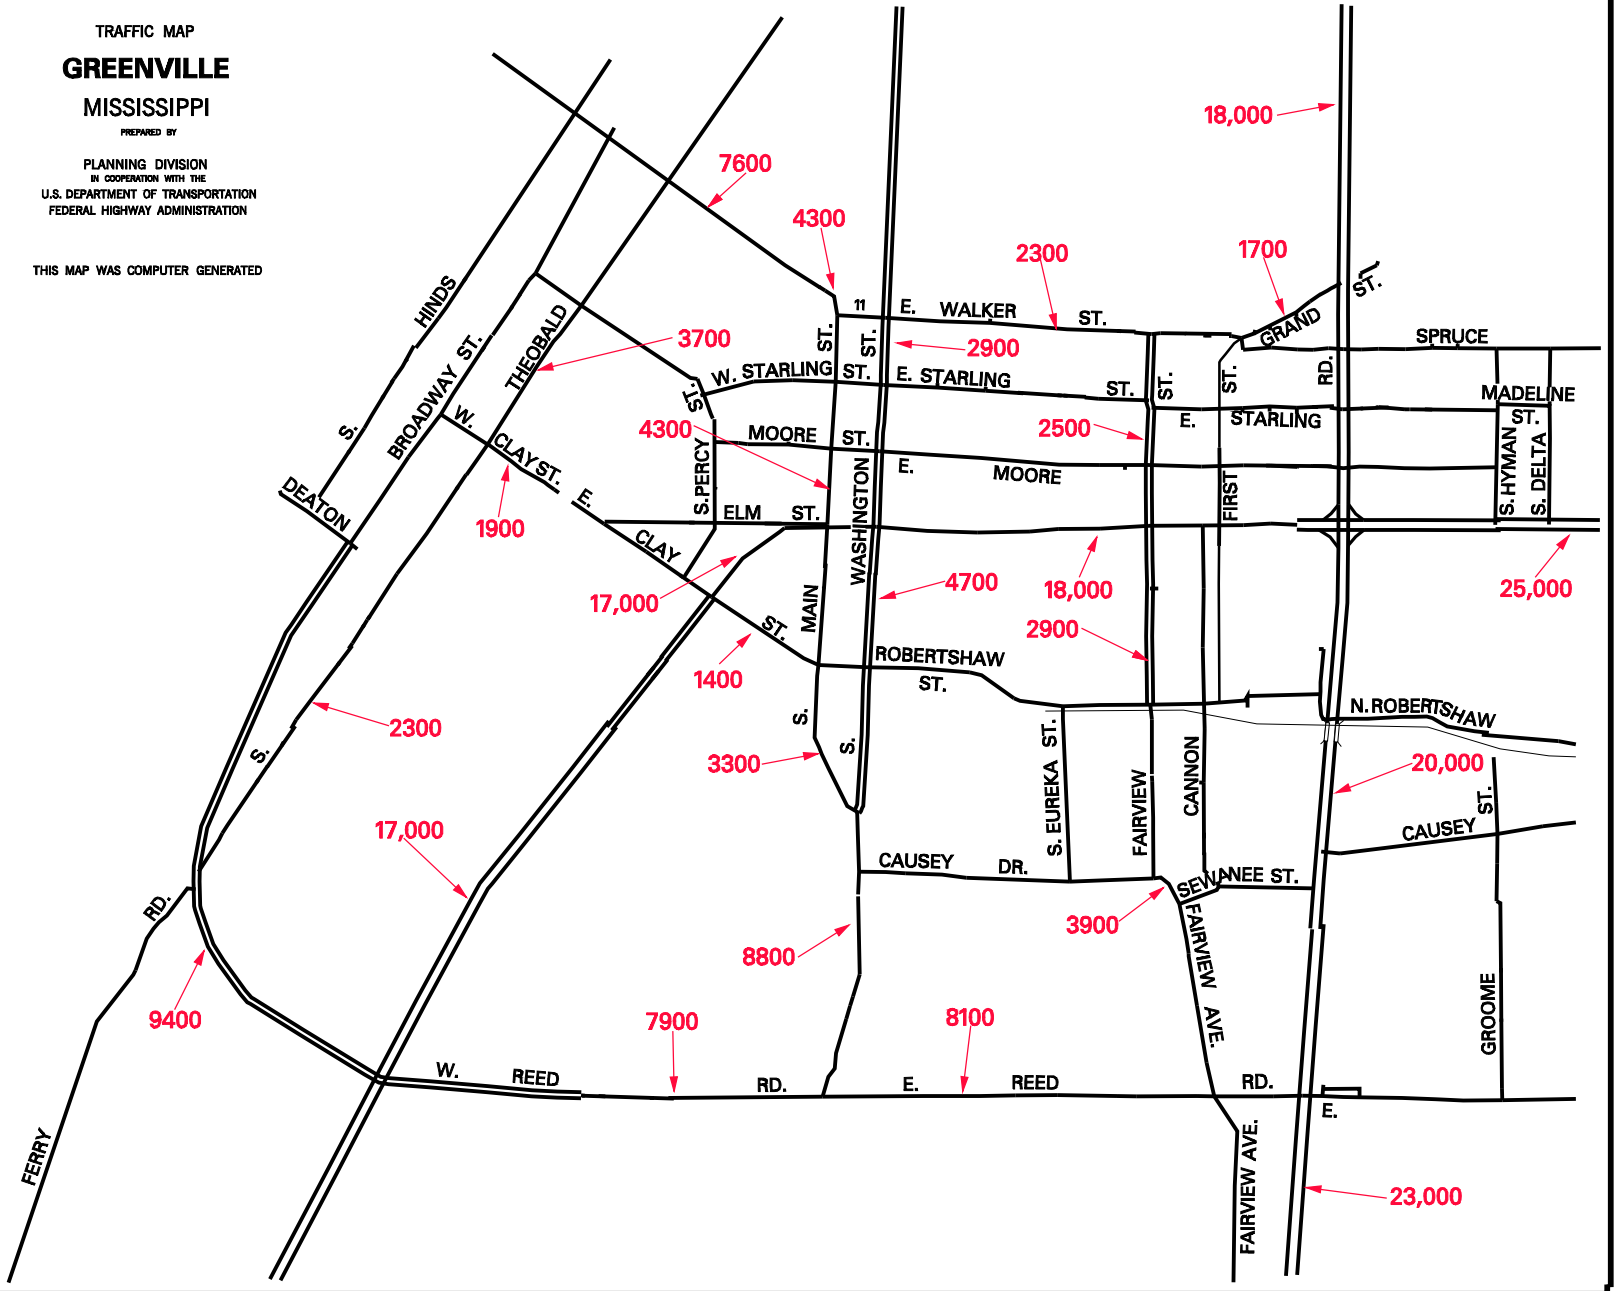 TRAFFIC MAP
GREENVILLE
MISSISSIPPI
PREPARED BY
PLANNING DIVISION
IN COOPERATION WITH THE
U.S. DEPARTMENT OF TRANSPORTATION
FEDERAL HIGHWAY ADMINISTRATION
THIS MAP WAS COMPUTER GENERATED
18,000
7600
4300
2300
1700
HINDS
S.
ST.
11
E. WALKER ST.
GRAND
SPRUCE
3700
2900
THEOBALD
BROADWAY ST.
ST.
ST.
RD.
W. STARLING ST.
E. STARLING ST.
ST.
ST.
MADELINE
ST.
ST.
E. STARLING
4300
MOORE ST.
2500
E. MOORE
W. CLAY ST.
S. PERCY
WASHINGTON
FIRST
S. HYMAN
S. DELTA
DEATON
1900
E. CLAY ST.
ELM ST.
18,000
25,000
17,000
4700
MAIN
2900
1400
ROBERTSHAW
ST.
S.
S.
N. ROBERTSHAW
2300
S.
3300
S. EUREKA ST.
FAIRVIEW
CANNON
20,000
ST.
17,000
CAUSEY
CAUSEY DR.
SEWANEE ST.
RD.
3900
FAIRVIEW AVE.
8800
GROOME
9400
7900
8100
W. REED RD.
E. REED RD.
E.
FERRY
FAIRVIEW AVE.
23,000